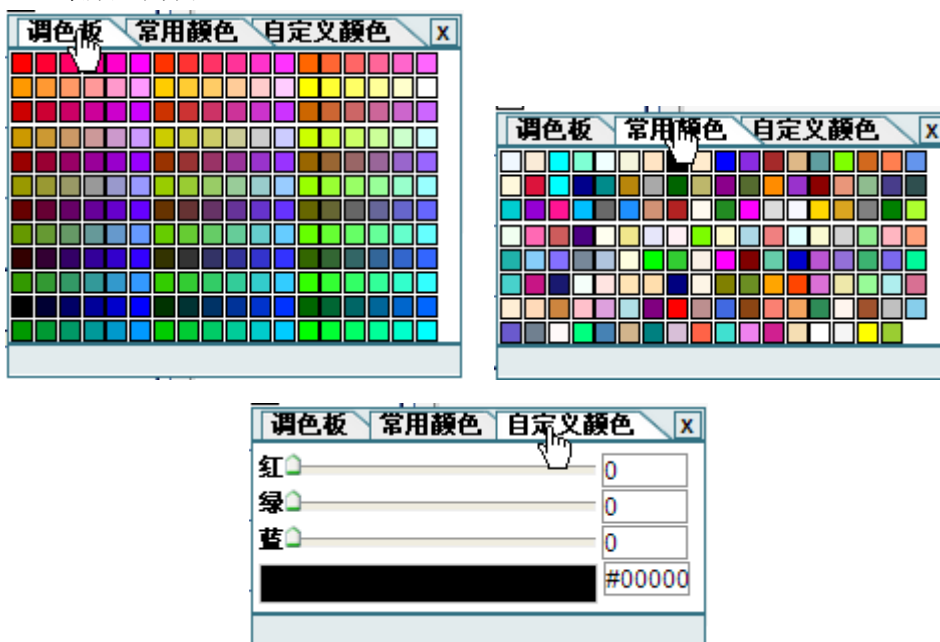 调色板 常用颜色 自定义颜色 x
调色板 常用颜色 自定义颜色 x
调色板 常用颜色 自定义颜色 x
红 0
绿 0
蓝 0
#00000